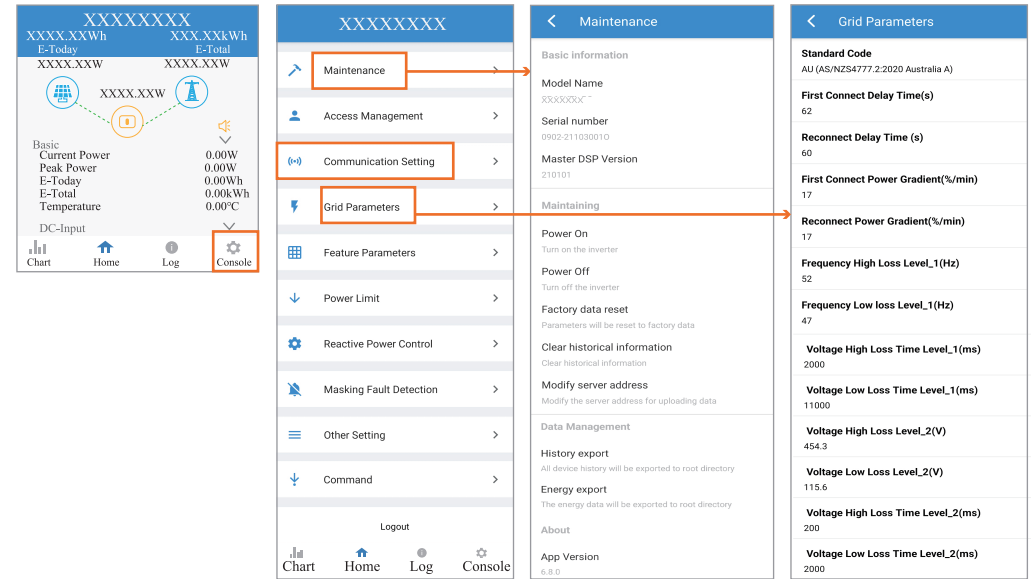 XXXXXXXX
XXXX.XXWh XXX.XXkWh
E-Today E-Total
XXXX.XXW XXXX.XXW
XXXX.XXW
Basic
Current Power 0.00W
Peak Power 0.00W
E-Today 0.00Wh
E-Total 0.00kWh
Temperature 0.00°C
DC-Input
Chart Home Log Console
XXXXXXXX
Maintenance
Access Management
Communication Setting
Grid Parameters
Feature Parameters
Power Limit
Reactive Power Control
Masking Fault Detection
Other Setting
Command
Logout
Chart Home Log Console
Maintenance
Basic information
Model Name
XXXXXXX
Serial number
0902-21103001O
Master DSP Version
210101
Maintaining
Power On
Turn on the inverter
Power Off
Turn off the inverter
Factory data reset
Parameters will be reset to factory data
Clear historical information
Clear historical information
Modify server address
Modify the server address for uploading data
Data Management
History export
All device history will be exported to root directory
Energy export
The energy data will be exported to root directory
About
App Version
6.8.0
Grid Parameters
Standard Code
AU (AS/NZS4777.2:2020 Australia A)
First Connect Delay Time(s)
62
Reconnect Delay Time (s)
60
First Connect Power Gradient(%/min)
17
Reconnect Power Gradient(%/min)
17
Frequency High Loss Level_1(Hz)
52
Frequency Low loss Level_1(Hz)
47
Voltage High Loss Time Level_1(ms)
2000
Voltage Low Loss Time Level_1(ms)
11000
Voltage High Loss Level_2(V)
454.3
Voltage Low Loss Level_2(V)
115.6
Voltage High Loss Time Level_2(ms)
200
Voltage Low Loss Time Level_2(ms)
2000